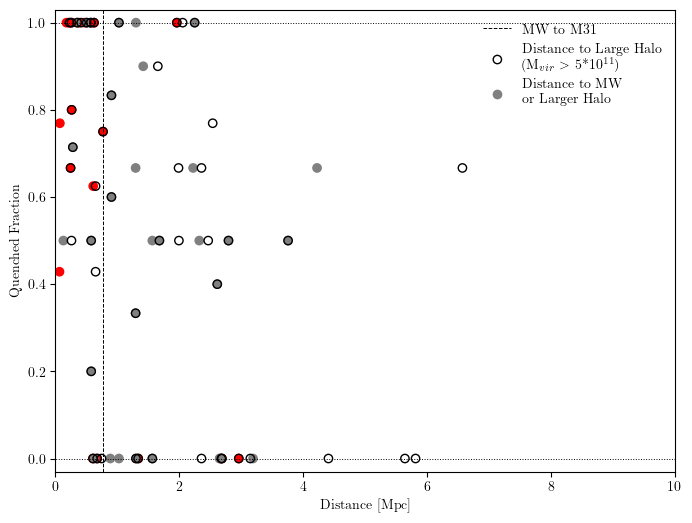 MW to M31
Distance to Large Halo
(M_vir > 5*10^11)
Distance to MW
or Larger Halo
1.0
0.8
0.6
0.4
0.2
0.0
Quenched Fraction
0 2 4 6 8 10
Distance [Mpc]